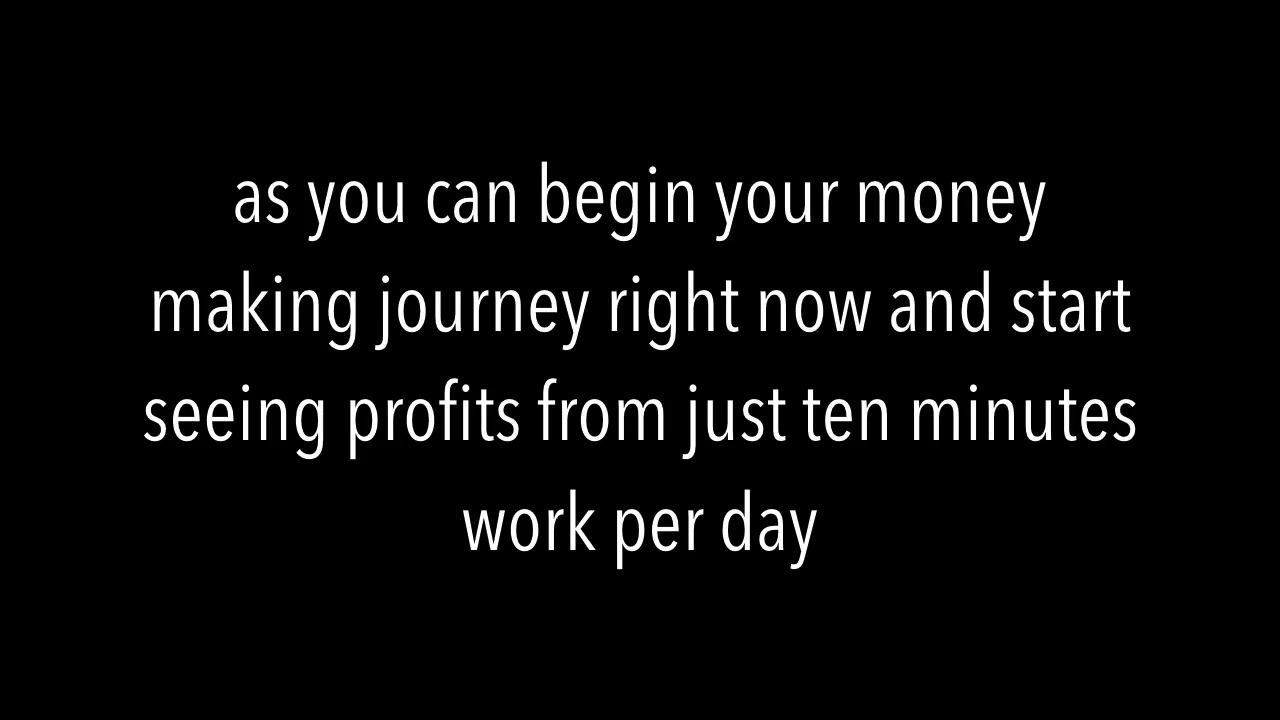 as you can begin your money
making journey right now and start
seeing profits from just ten minutes
work per day